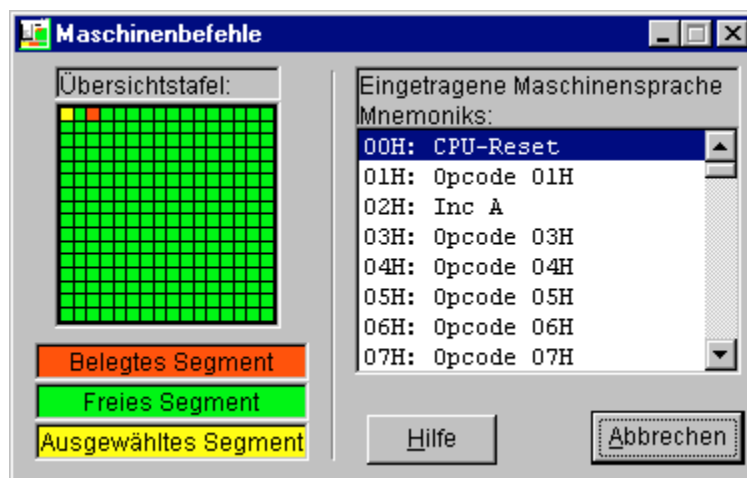 Maschinenbefehle
Übersichtstafel:
Belegtes Segment
Freies Segment
Ausgewähltes Segment
Eingetragene Maschinensprache
Mnemoniks:
00H: CPU-Reset
01H: Opcode 01H
02H: Inc A
03H: Opcode 03H
04H: Opcode 04H
05H: Opcode 05H
06H: Opcode 06H
07H: Opcode 07H
Hilfe
Abbrechen